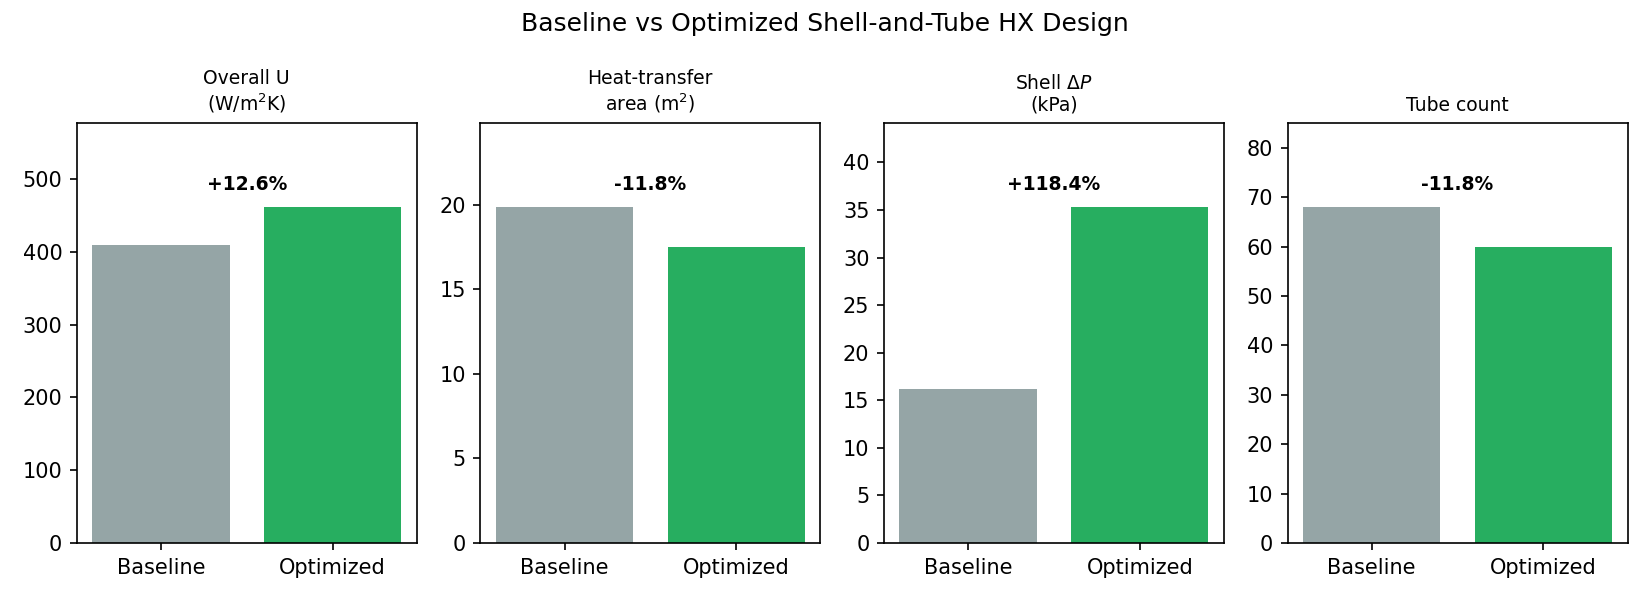 Baseline vs Optimized Shell-and-Tube HX Design
Overall U
(W/m²K)
500
400
300
200
100
0
+12.6%
Baseline
Optimized
Heat-transfer
area (m²)
20
15
10
5
0
-11.8%
Baseline
Optimized
Shell ΔP
(kPa)
40
35
30
25
20
15
10
5
0
+118.4%
Baseline
Optimized
Tube count
80
70
60
50
40
30
20
10
0
-11.8%
Baseline
Optimized